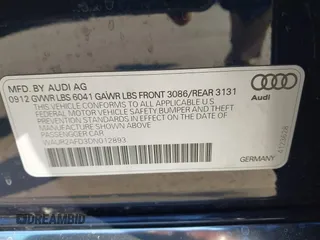 MFD. BY AUDI AG
0912 GVWR LBS 6041 GAWR LBS FRONT 3086/REAR 3131
THIS VEHICLE CONFORMS TO ALL APPLICABLE U.S.
FEDERAL MOTOR VEHICLE SAFETY BUMPER AND THEFT
PREVENTION STANDARDS IN EFFECT ON THE DATE OF
MANUFACTURE SHOWN ABOVE
PASSENGER CAR
WAUR2AFD3DN012893
Audi
GERMANY
DREAMBID